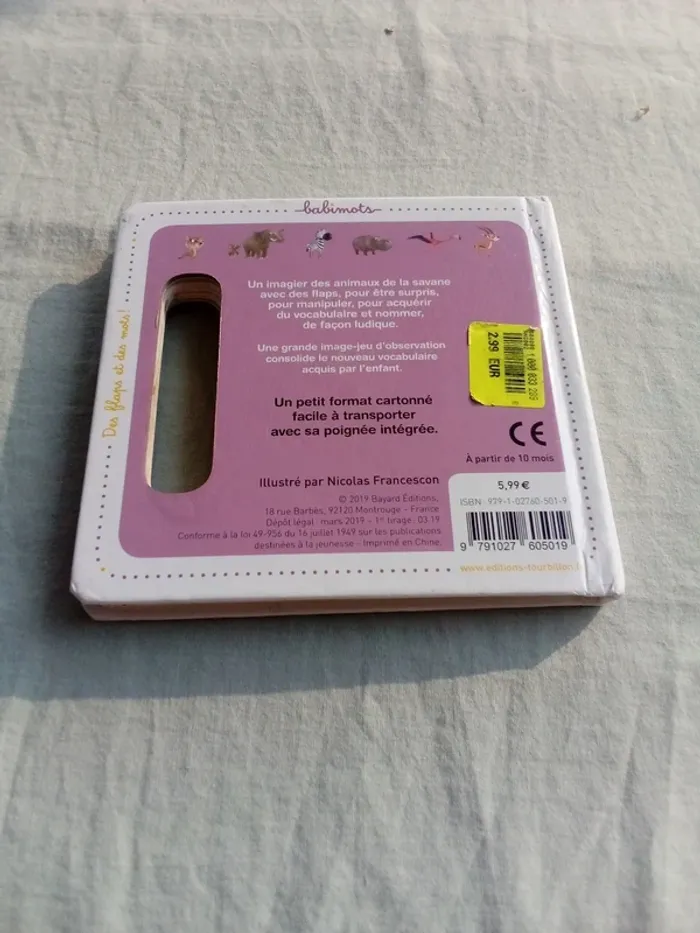 babimots
Des flaps et des mots !
Un imagier des animaux de la savane
avec des flaps, pour être surpris,
pour manipuler, pour acquérir
du vocabulaire et nommer,
de façon ludique.
Une grande image-jeu d'observation
consolide le nouveau vocabulaire
acquis par l'enfant.
Un petit format cartonné
facile à transporter
avec sa poignée intégrée.
2.99 EUR
1 000 033 299
CE
À partir de 10 mois
Illustré par Nicolas Francescon
© 2019 Bayard Éditions,
18 rue Barbès, 92120 Montrouge - France
Dépôt légal : mars 2019 - 1er tirage : 03-19
Conforme à la loi 49-956 du 16 juillet 1949 sur les publications
destinées à la jeunesse - Imprimé en Chine.
5,99 €
ISBN : 979-1-02760-501-9
9 791027 605019
www.editions-tourbillon.f